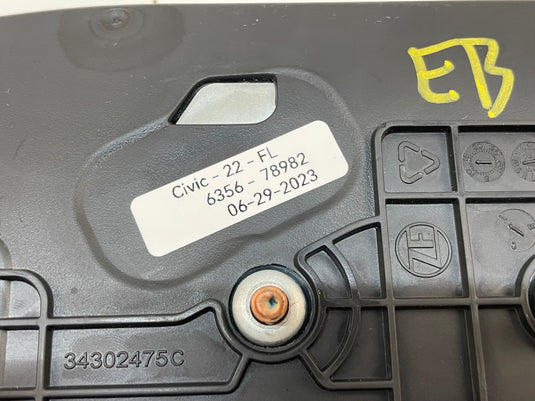 EB
Civic - 22 - FL
6356 - 78982
06-29-2023
ZF
34302475C